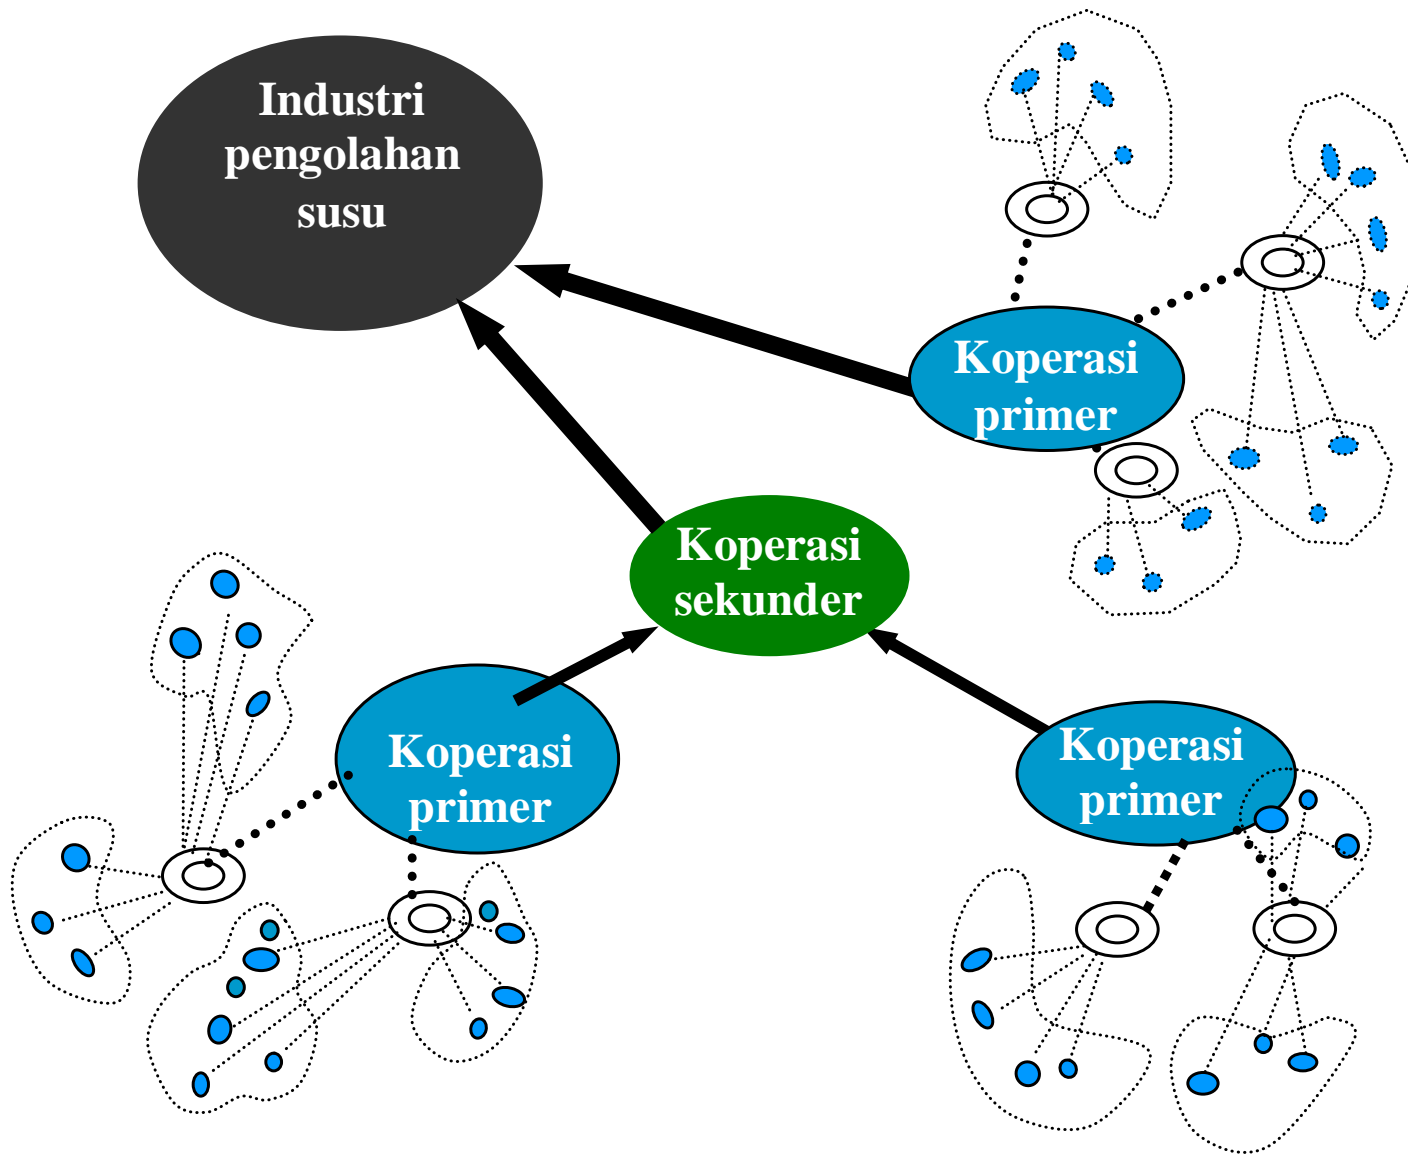 Industri
pengolahan
susu
Koperasi
primer
Koperasi
sekunder
Koperasi
primer
Koperasi
primer